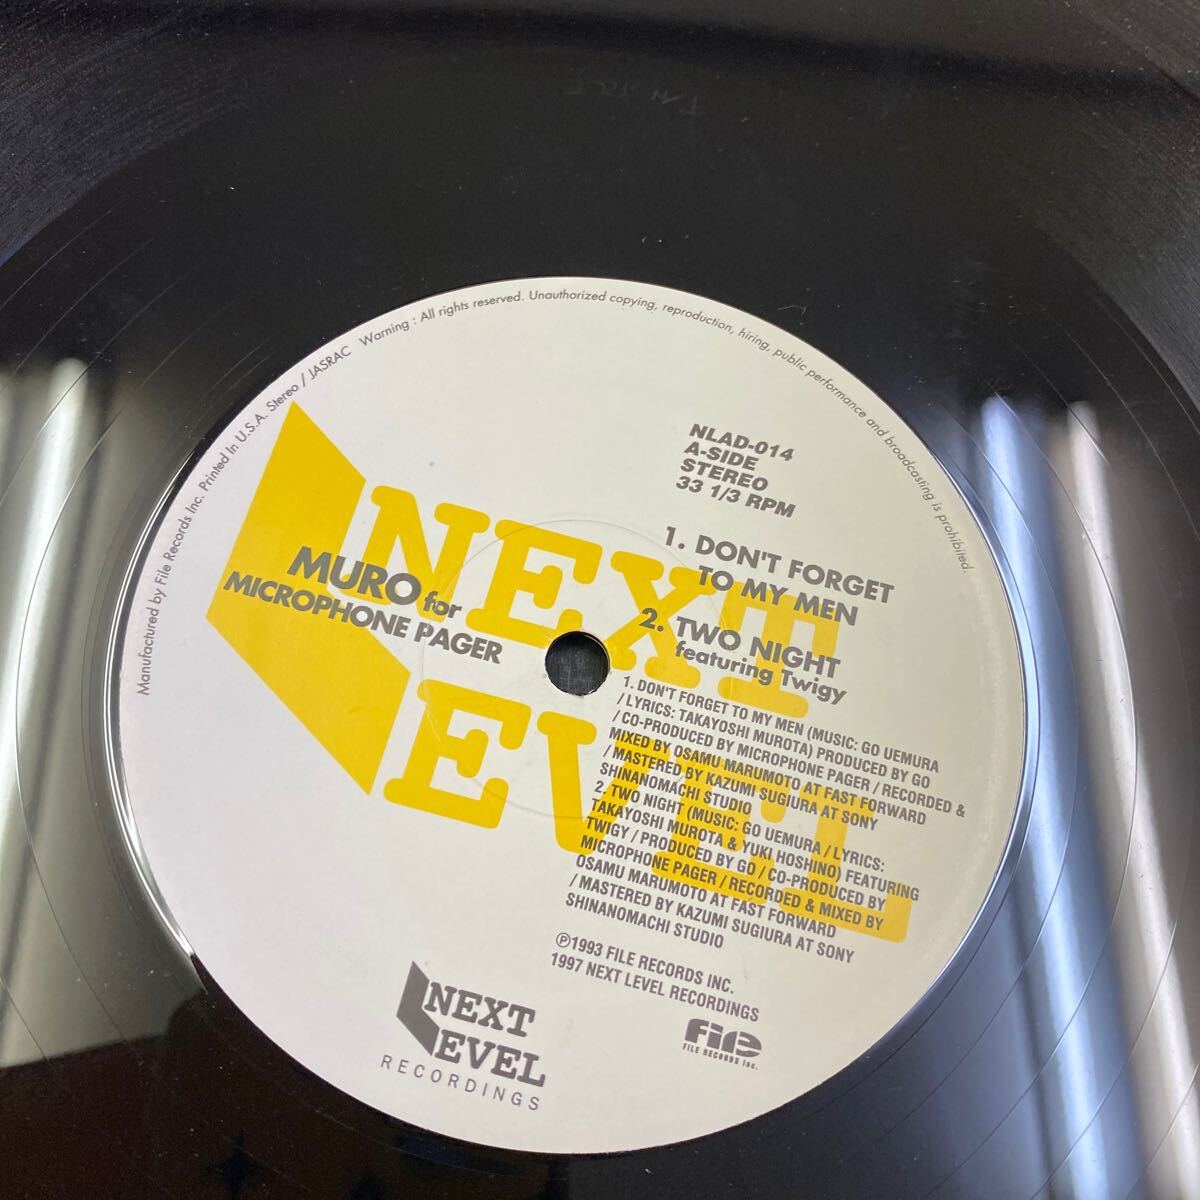 Manufactured by File Records Inc. Printed In U.S.A. Stereo / JASRAC Warning : All rights reserved. Unauthorized copying, reproduction, hiring, public performance and broadcasting is prohibited.
NLAD-014
A-SIDE
STEREO
33 1/3 RPM
NEXT
LEVEL
MURO for
MICROPHONE PAGER
1. DON'T FORGET
TO MY MEN
2. TWO NIGHT
featuring Twigy
1. DON'T FORGET TO MY MEN (MUSIC: GO UEMURA
/ LYRICS: TAKAYOSHI MUROTA) PRODUCED BY GO
/ CO-PRODUCED BY MICROPHONE PAGER / RECORDED &
MIXED BY OSAMU MARUMOTO AT FAST FORWARD
/ MASTERED BY KAZUMI SUGIURA AT SONY
SHINANOMACHI STUDIO
2. TWO NIGHT (MUSIC: GO UEMURA / LYRICS:
TAKAYOSHI MUROTA & YUKI HOSHINO) FEATURING
TWIGY / PRODUCED BY GO / CO-PRODUCED BY
MICROPHONE PAGER / RECORDED & MIXED BY
OSAMU MARUMOTO AT FAST FORWARD
/ MASTERED BY KAZUMI SUGIURA AT SONY
SHINANOMACHI STUDIO
℗1993 FILE RECORDS INC.
1997 NEXT LEVEL RECORDINGS
NEXT
LEVEL
RECORDINGS
File
FILE RECORDS Inc.